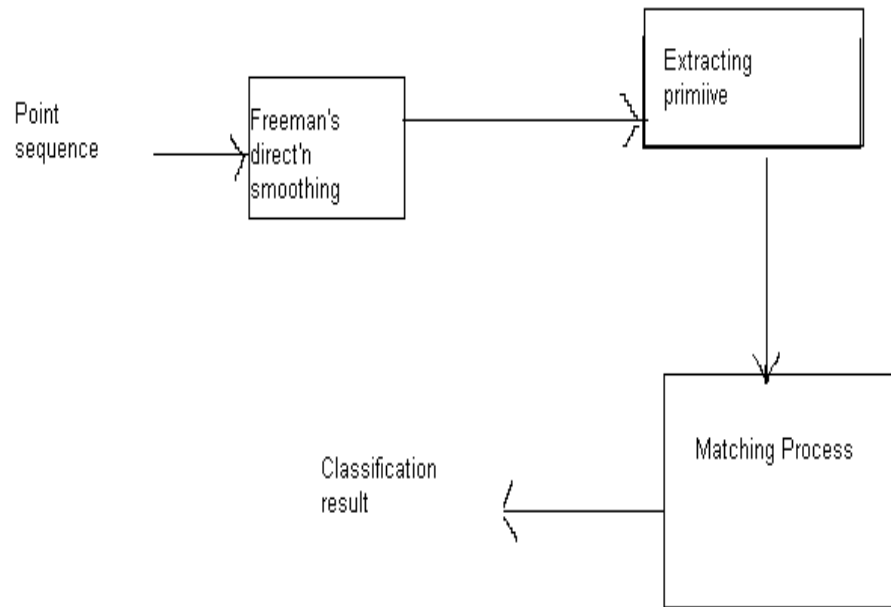 Point
sequence
Freeman's
direct'n
smoothing
Extracting
primiive
Matching Process
Classification
result